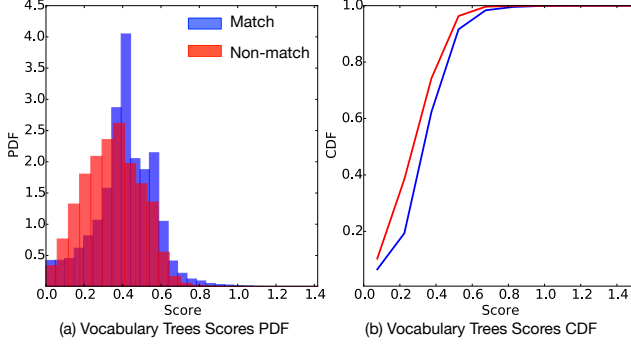 4.5
4.0
3.5
3.0
2.5
2.0
1.5
1.0
0.5
0.0 0.2 0.4 0.6 0.8 1.0 1.2 1.4
PDF
Score
Match
Non-match
(a) Vocabulary Trees Scores PDF
1.0
0.8
0.6
0.4
0.2
0.0 0.2 0.4 0.6 0.8 1.0 1.2 1.4
CDF
Score
(b) Vocabulary Trees Scores CDF